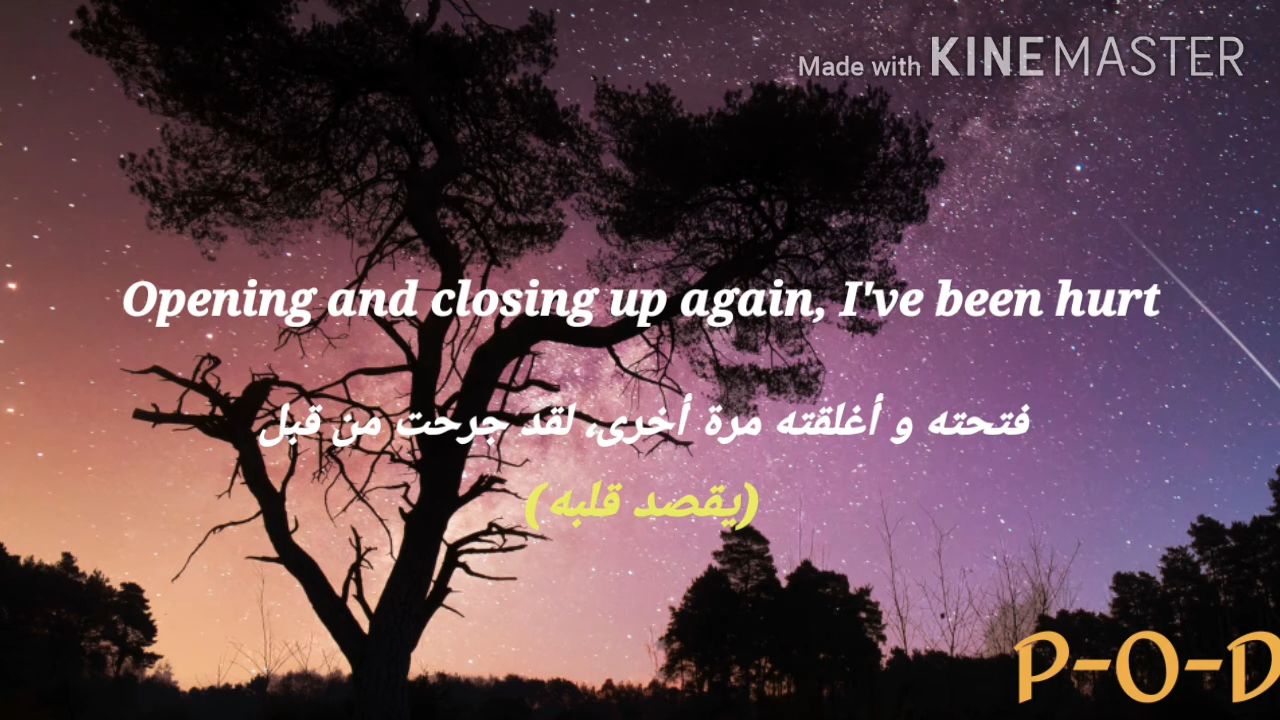 Made with KINEMASTER
Opening and closing up again, I've been hurt
فتحته و أغلقته مرة أخرى، لقد جرحت من قبل
(يقصد قلبه)
P-O-D